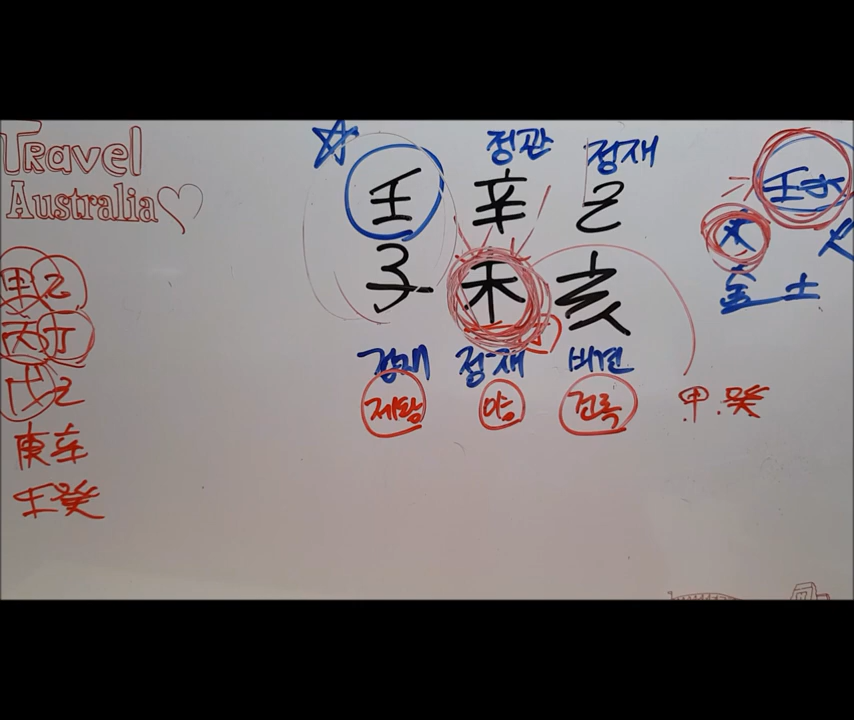 Travel
Australia♡
☆ 정관 정재
壬 辛 己
子 未 亥
겁재 정재 비견
제왕 양 건록
甲.癸
壬水
火
金 土
甲乙
丙丁
戊己
庚辛
壬癸